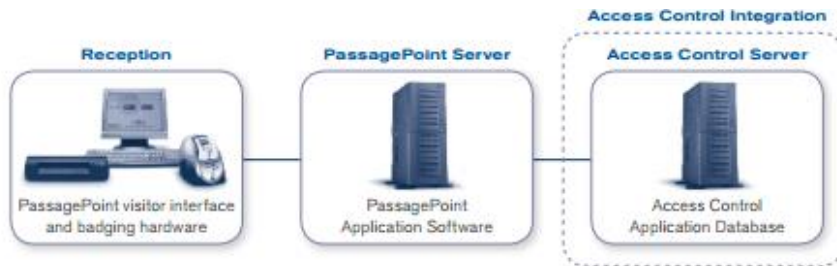 Access Control Integration
Reception
PassagePoint Server
Access Control Server
PassagePoint visitor interface
and badging hardware
PassagePoint
Application Software
Access Control
Application Database